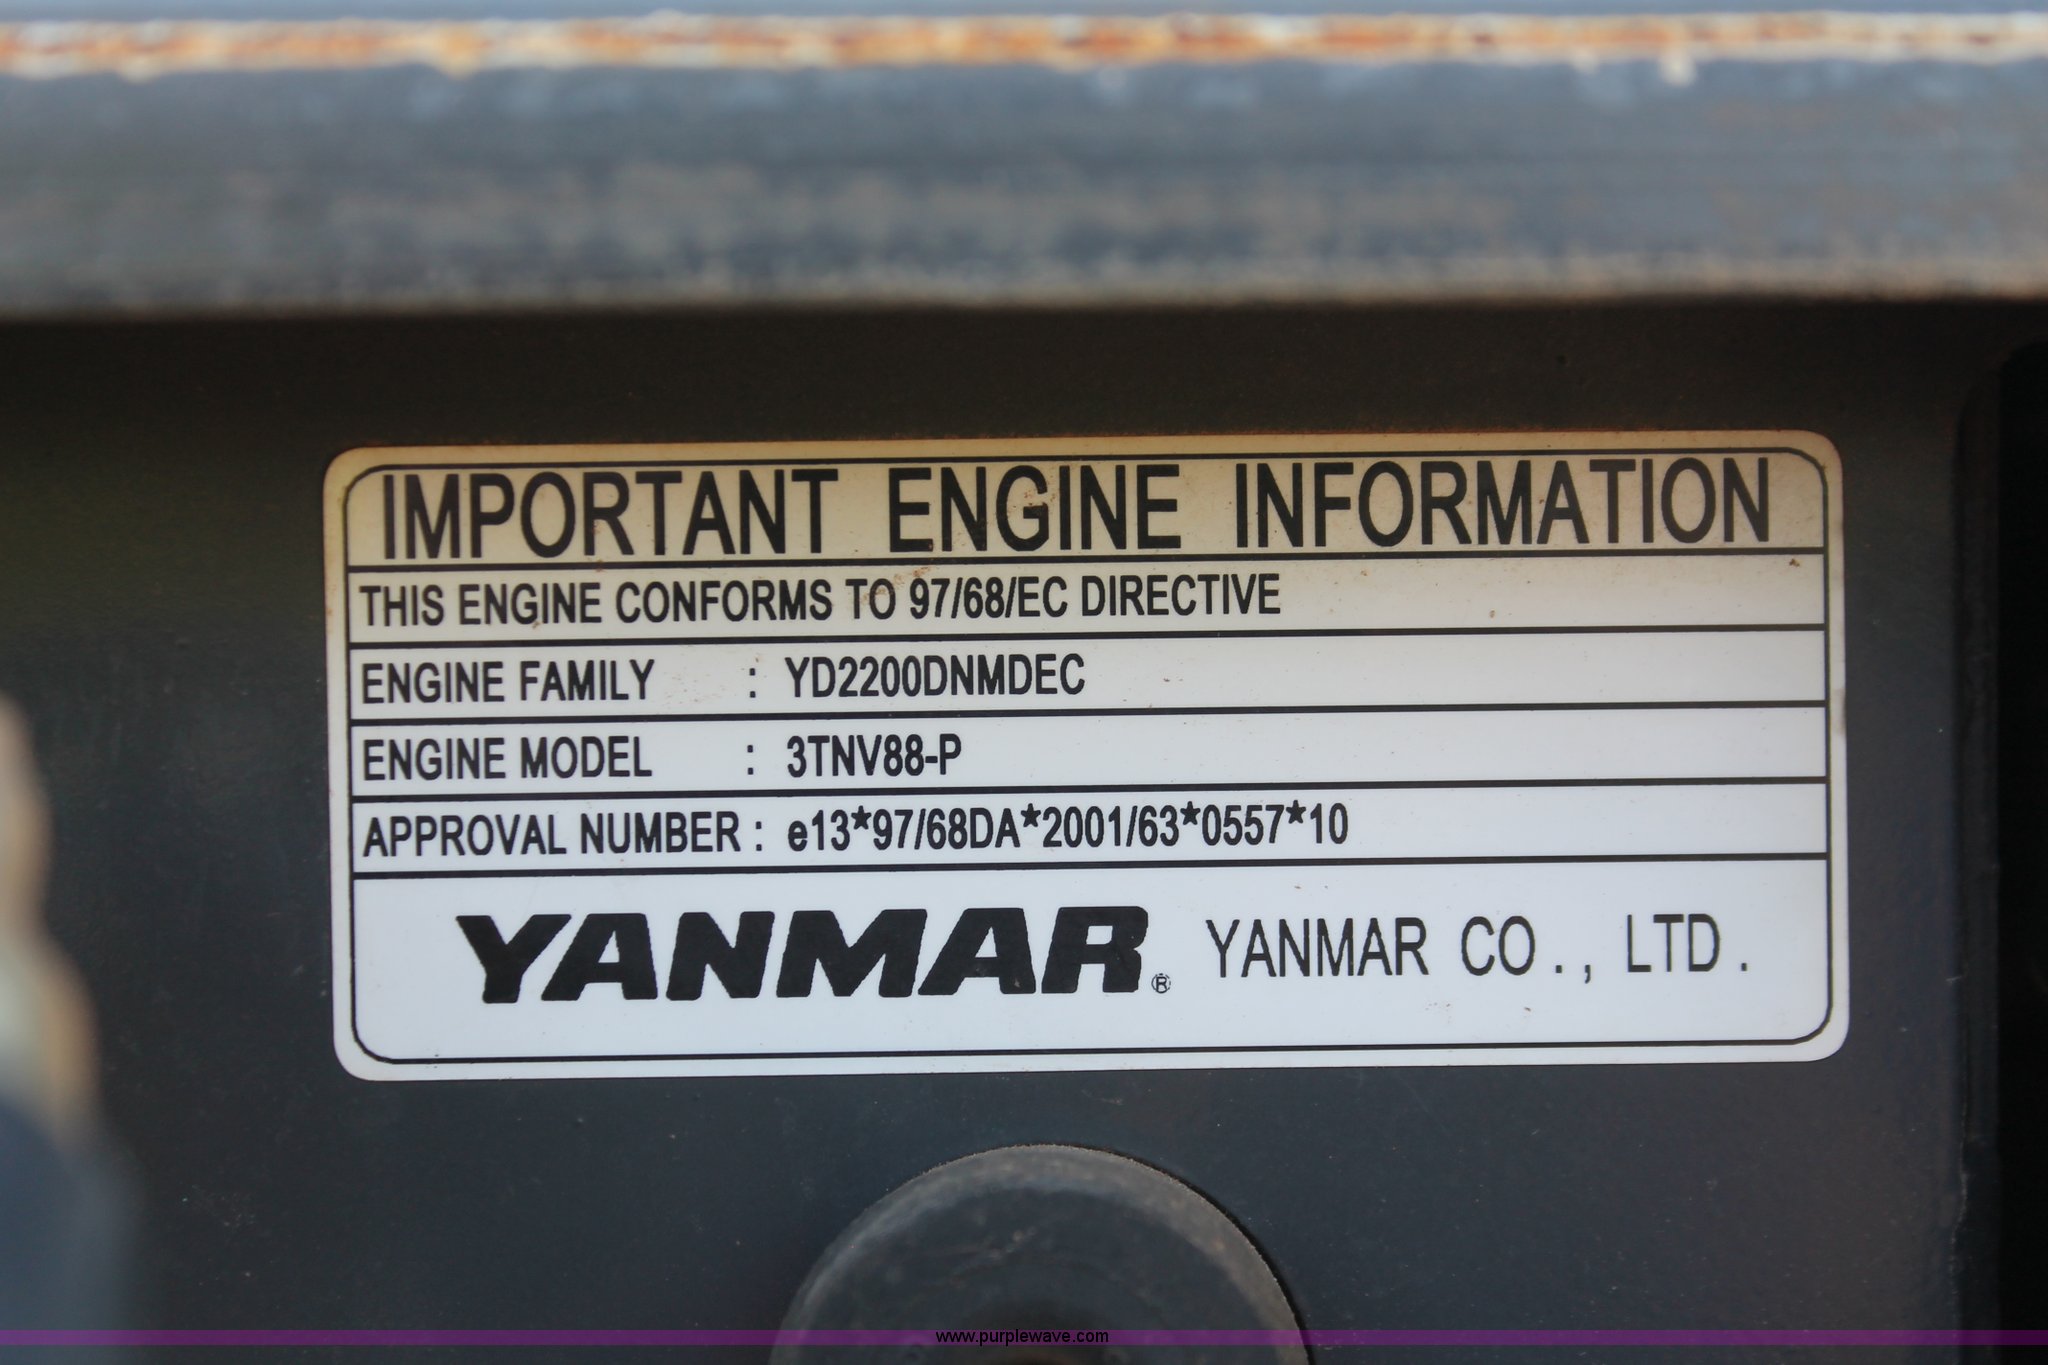 IMPORTANT ENGINE INFORMATION
THIS ENGINE CONFORMS TO 97/68/EC DIRECTIVE
ENGINE FAMILY : YD2200DNMDEC
ENGINE MODEL : 3TNV88-P
APPROVAL NUMBER : e13*97/68DA*2001/63*0557*10
YANMAR® YANMAR CO., LTD.
www.purplewave.com